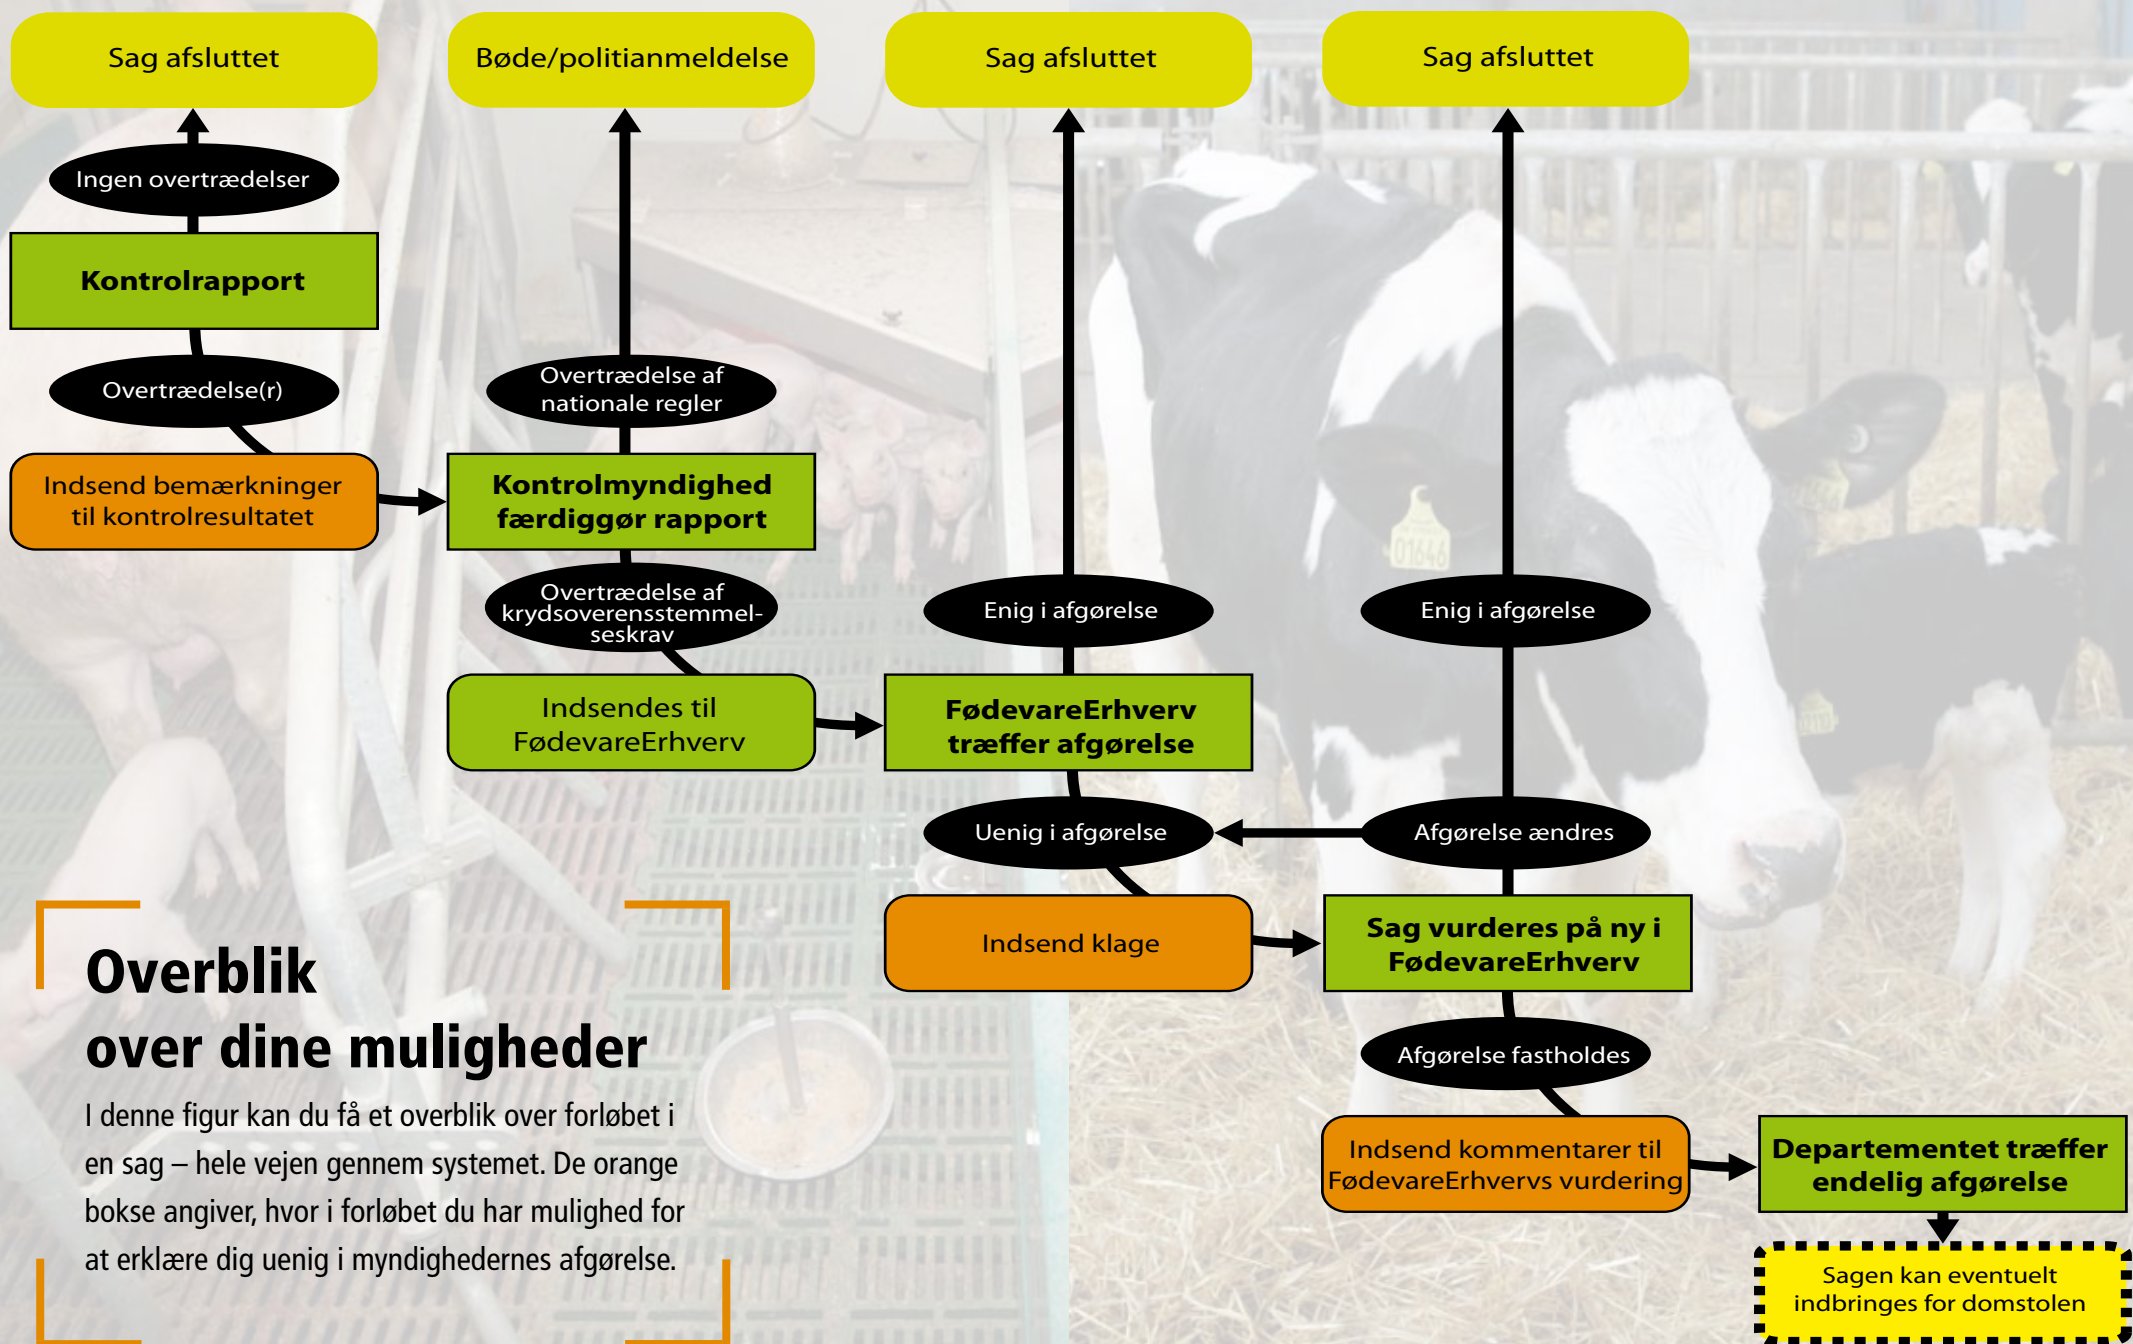 Sag afsluttet
Bøde/politianmeldelse
Sag afsluttet
Sag afsluttet
Ingen overtrædelser
Kontrolrapport
Overtrædelse(r)
Indsend bemærkninger
til kontrolresultatet
Overtrædelse af
nationale regler
Kontrolmyndighed
færdiggør rapport
Overtrædelse af
krydsoverensstemmel-
seskrav
Indsendes til
FødevareErhverv
Enig i afgørelse
FødevareErhverv
træffer afgørelse
Uenig i afgørelse
Indsend klage
Enig i afgørelse
Afgørelse ændres
Sag vurderes på ny i
FødevareErhverv
Afgørelse fastholdes
Indsend kommentarer til
FødevareErhvervs vurdering
Departementet træffer
endelig afgørelse
Sagen kan eventuelt
indbringes for domstolen
01646
Overblik
over dine muligheder
I denne figur kan du få et overblik over forløbet i
en sag – hele vejen gennem systemet. De orange
bokse angiver, hvor i forløbet du har mulighed for
at erklære dig uenig i myndighedernes afgørelse.